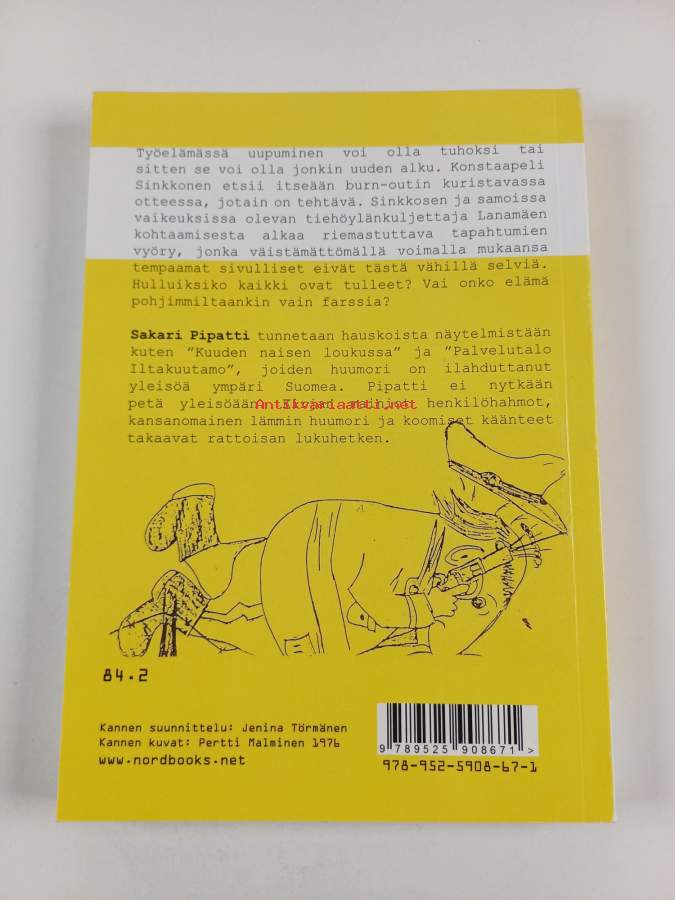 Työelämässä uupuminen voi olla tuhoksi tai
sitten se voi olla jonkin uuden alku. Konstaapeli
Sinkkonen etsii itseään burn-outin kuristavassa
otteessa, jotain on tehtävä. Sinkkosen ja samoissa
vaikeuksissa olevan tiehöylänkuljettaja Lanamäen
kohtaamisesta alkaa riemastuttava tapahtumien
vyöry, jonka väistämättömällä voimalla mukaansa
tempaamat sivulliset eivät tästä vähillä selviä.
Hulluiksiko kaikki ovat tulleet? Vai onko elämä
pohjimmiltaankin vain farssia?
Sakari Pipatti tunnetaan hauskoista näytelmistään
kuten ”Kuuden naisen loukussa” ja ”Palvelutalo
Iltakuutamo”, joiden huumori on ilahduttanut
yleisöä ympäri Suomea. Pipatti ei nytkään
petä yleisöään. Kirjan mainiot henkilöhahmot,
Antikvariaatti.net
kansanomainen lämmin huumori ja koomiset käänteet
takaavat rattoisan lukuhetken.
84.2
Kannen suunnittelu: Jenina Törmänen
Kannen kuvat: Pertti Malminen 1976
www.nordbooks.net
9 789525 908671 >
978-952-5908-67-1